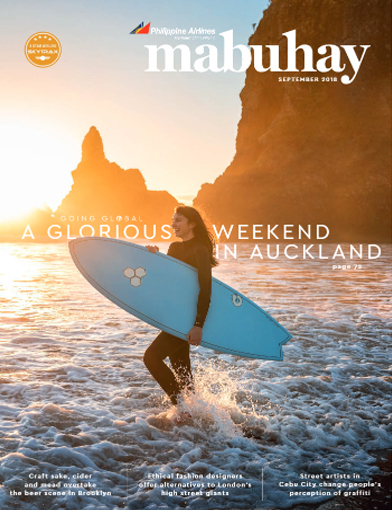 Philippine Airlines
mabuhay
SEPTEMBER 2018
SKYTRAX
GOING GLOBAL
A GLORIOUS WEEKEND
IN AUCKLAND
page 70
Craft sake, cider
and mead overtake
the beer scene in Brooklyn
Ethical fashion designers
offer alternatives to London's
high street giants
Street artists in
Cebu City change people's
perception of graffiti